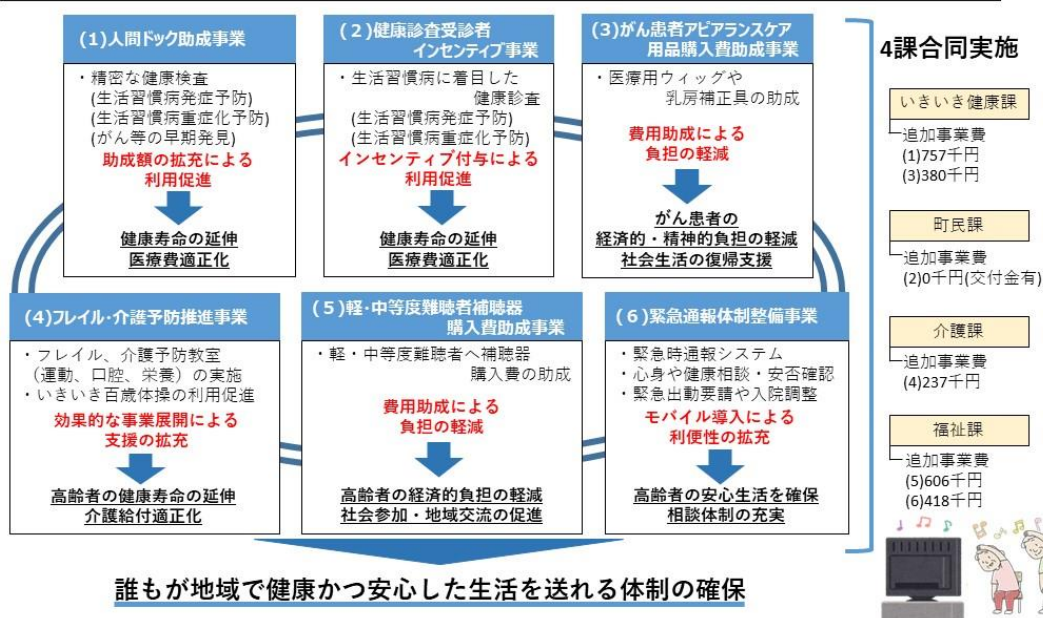 (1)人間ドック助成事業
・精密な健康検査
(生活習慣病発症予防)
(生活習慣病重症化予防)
(がん等の早期発見)
助成額の拡充による
利用促進
健康寿命の延伸
医療費適正化
(2)健康診査受診者
インセンティブ事業
・生活習慣病に着目した
健康診査
(生活習慣病発症予防)
(生活習慣病重症化予防)
インセンティブ付与による
利用促進
健康寿命の延伸
医療費適正化
(3)がん患者アピアランスケア
用品購入費助成事業
・医療用ウィッグや
乳房補正具の助成
費用助成による
負担の軽減
がん患者の
経済的・精神的負担の軽減
社会生活の復帰支援
(4)フレイル・介護予防推進事業
・フレイル、介護予防教室
(運動、口腔、栄養)の実施
・いきいき百歳体操の利用促進
効果的な事業展開による
支援の拡充
高齢者の健康寿命の延伸
介護給付適正化
(5)軽・中等度難聴者補聴器
購入費助成事業
・軽・中等度難聴者へ補聴器
購入費の助成
費用助成による
負担の軽減
高齢者の経済的負担の軽減
社会参加・地域交流の促進
(6)緊急通報体制整備事業
・緊急時通報システム
・心身や健康相談・安否確認
・緊急出動要請や入院調整
モバイル導入による
利便性の拡充
高齢者の安心生活を確保
相談体制の充実
誰もが地域で健康かつ安心した生活を送れる体制の確保
4課合同実施
いきいき健康課
追加事業費
(1)757千円
(3)380千円
町民課
追加事業費
(2)0千円(交付金有)
介護課
追加事業費
(4)237千円
福祉課
追加事業費
(5)606千円
(6)418千円